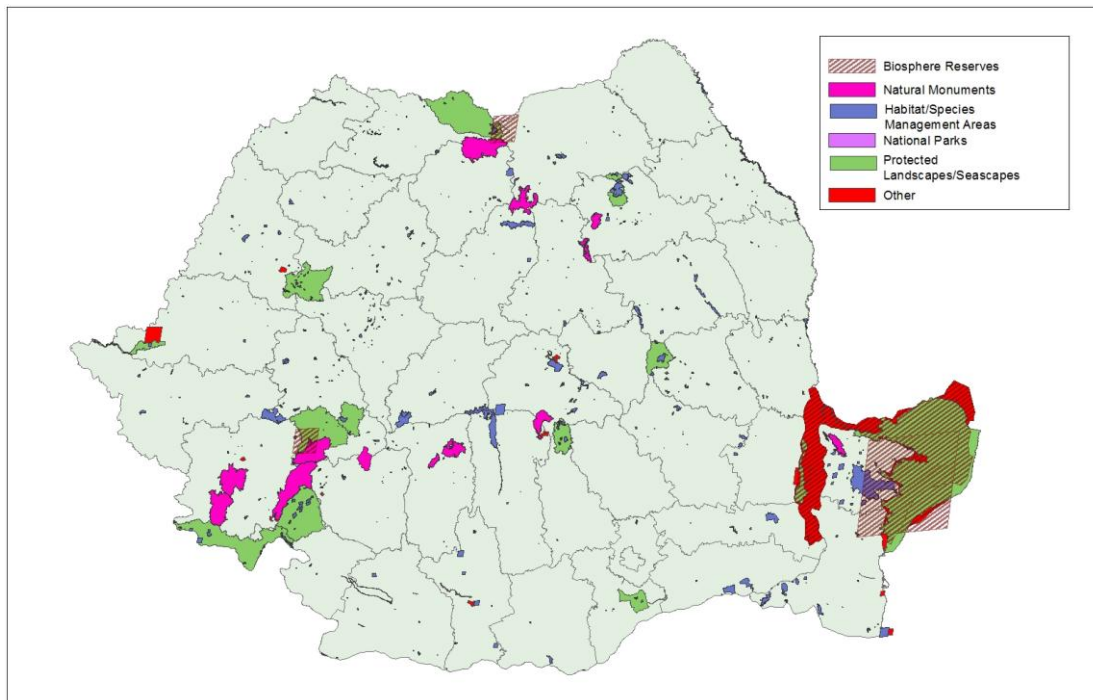 Biosphere Reserves
Natural Monuments
Habitat/Species
Management Areas
National Parks
Protected
Landscapes/Seascapes
Other